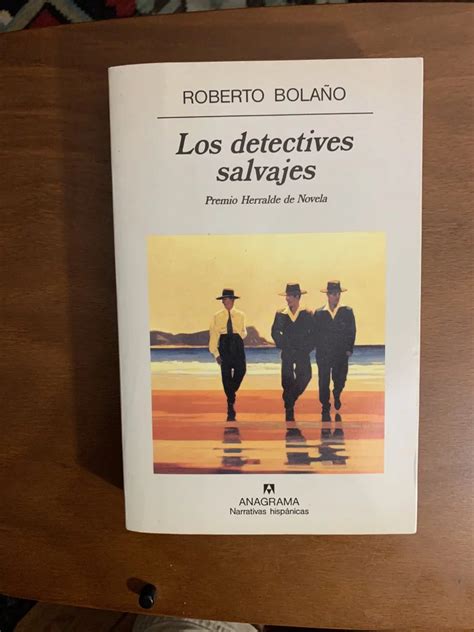 ROBERTO BOLAÑO
Los detectives
salvajes
Premio Herralde de Novela
ANAGRAMA
Narrativas hispánicas